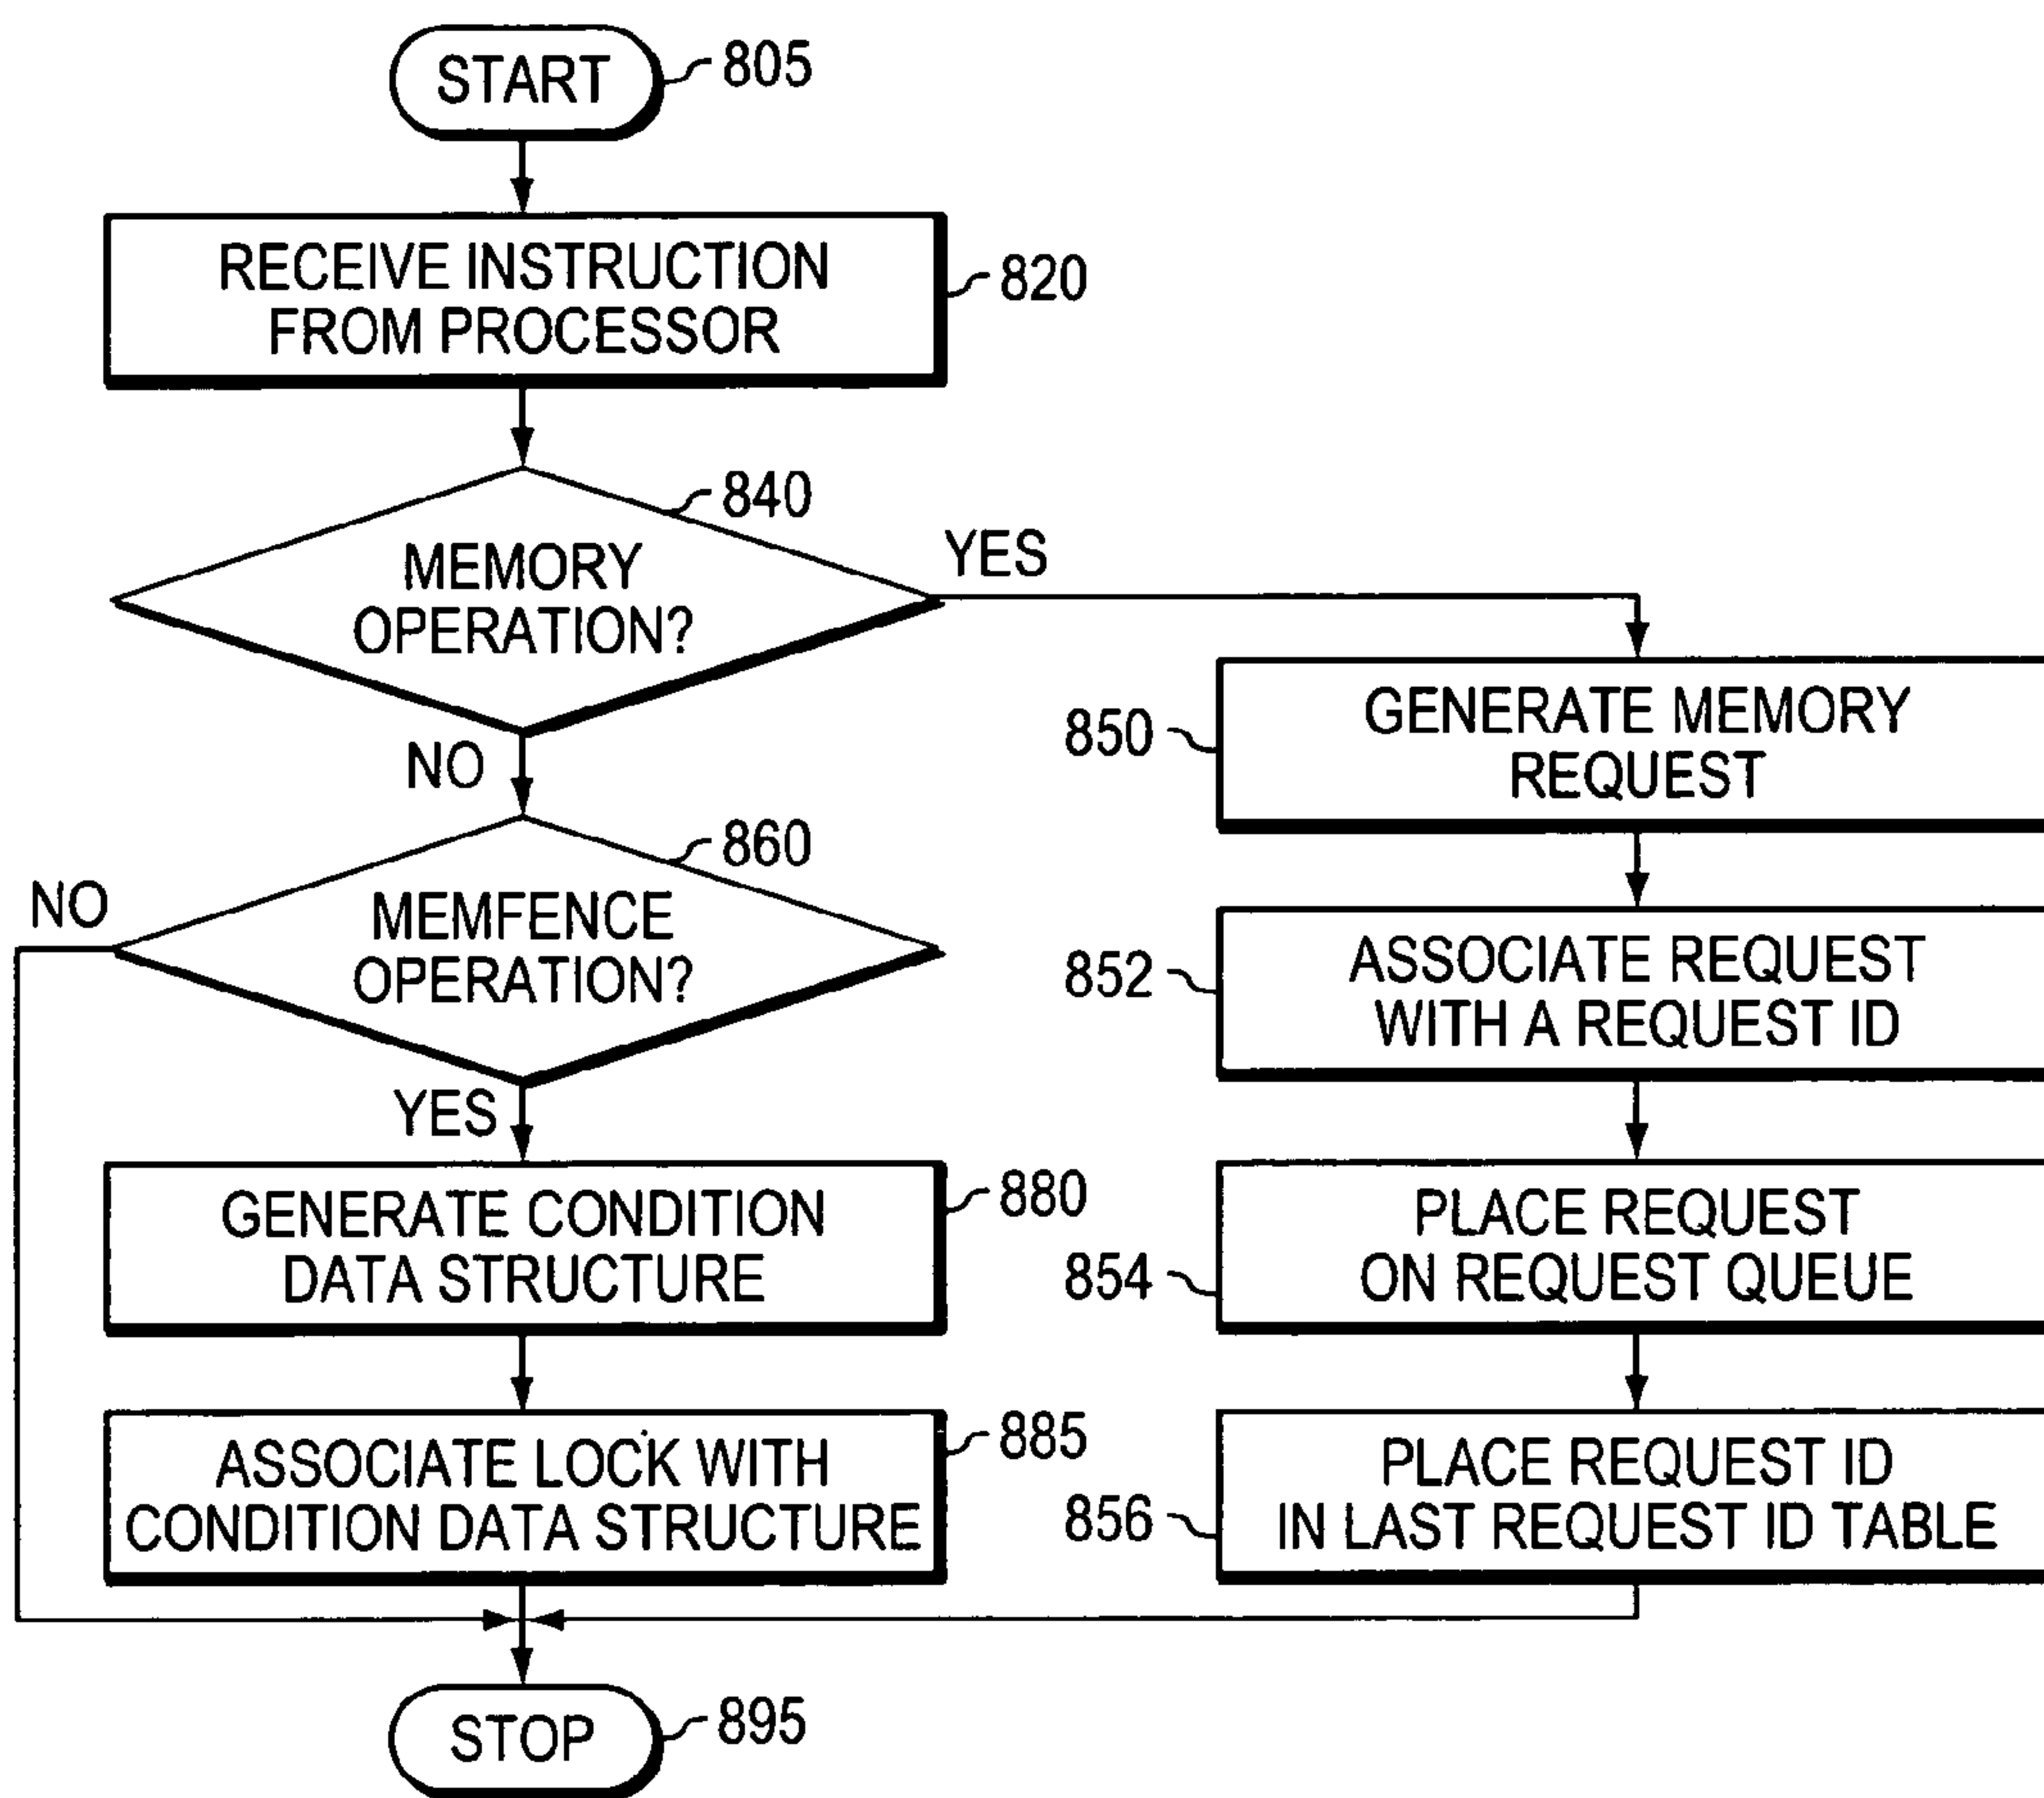 START
805
RECEIVE INSTRUCTION
FROM PROCESSOR
820
840
MEMORY
OPERATION?
YES
NO
850
GENERATE MEMORY
REQUEST
860
NO
MEMFENCE
OPERATION?
YES
852
ASSOCIATE REQUEST
WITH A REQUEST ID
880
GENERATE CONDITION
DATA STRUCTURE
854
PLACE REQUEST
ON REQUEST QUEUE
885
ASSOCIATE LOCK WITH
CONDITION DATA STRUCTURE
856
PLACE REQUEST ID
IN LAST REQUEST ID TABLE
STOP
895